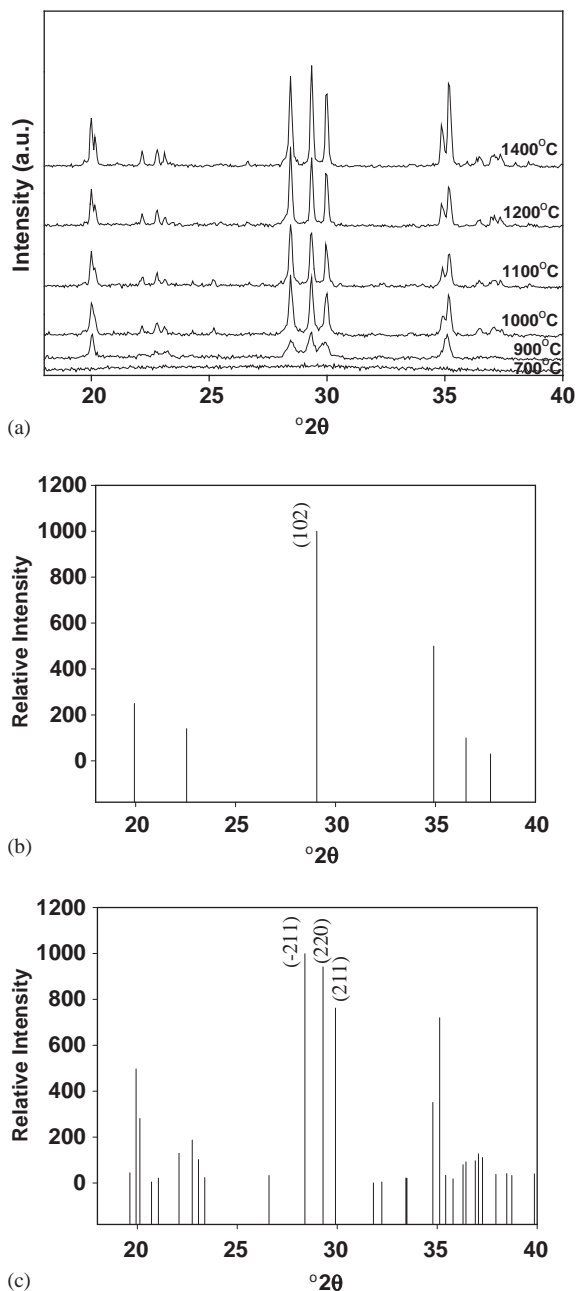 Intensity (a.u.)
1400°C
1200°C
1100°C
1000°C
900°C
700°C
20 25 30 35 40
°2θ
(a)
Relative Intensity
1200
1000
800
600
400
200
0
(102)
20 25 30 35 40
°2θ
(b)
Relative Intensity
1200
1000
800
600
400
200
0
(-211)
(220)
(211)
20 25 30 35 40
°2θ
(c)